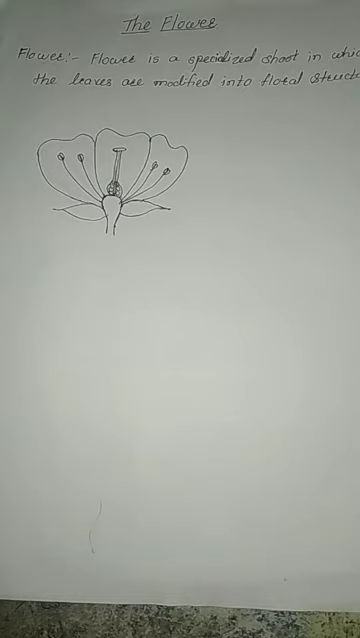 The Flower
Flower:- Flower is a specialized shoot in
the leaves are modified into floral